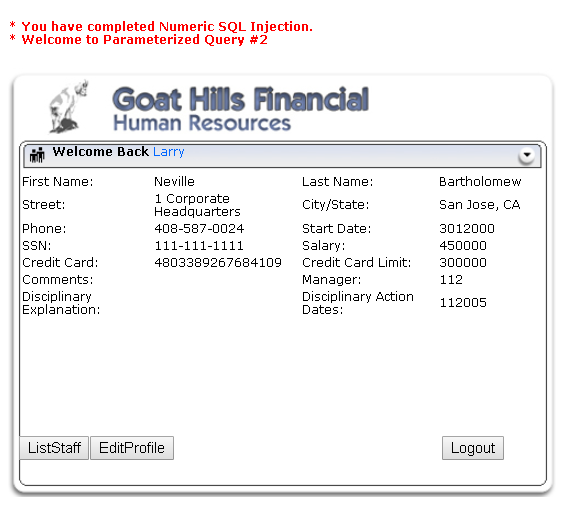 * You have completed Numeric SQL Injection.
* Welcome to Parameterized Query #2
Goat Hills Financial
Human Resources
Welcome Back Larry
First Name: Neville Last Name: Bartholomew
Street: 1 Corporate Headquarters City/State: San Jose, CA
Phone: 408-587-0024 Start Date: 3012000
SSN: 111-111-1111 Salary: 450000
Credit Card: 4803389267684109 Credit Card Limit: 300000
Comments: Manager: 112
Disciplinary Explanation: Disciplinary Action Dates: 112005
ListStaff EditProfile Logout